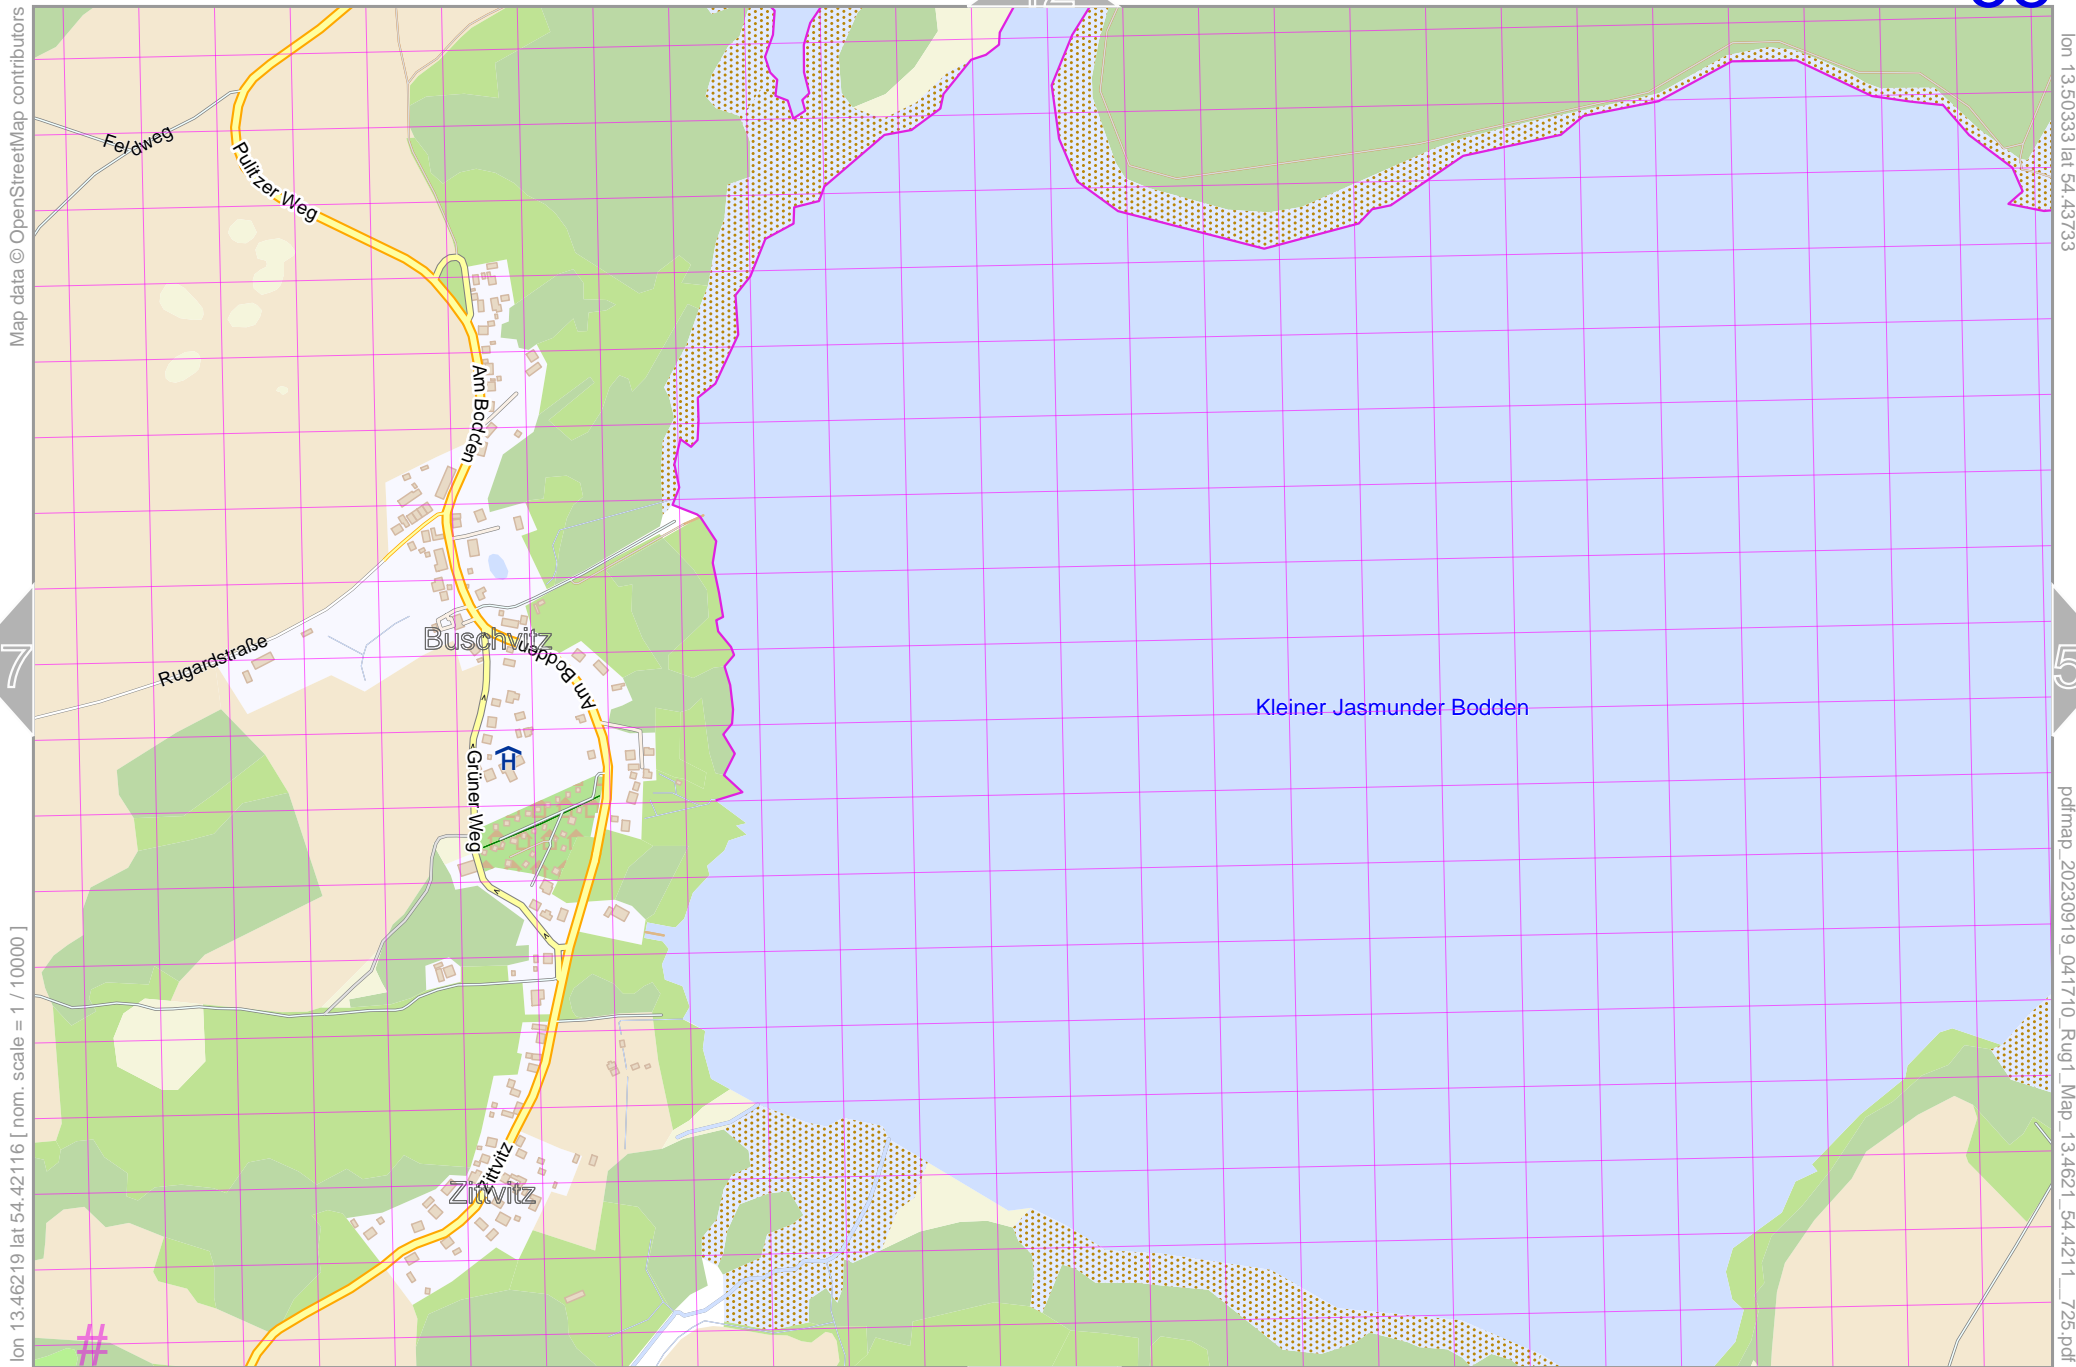 Map data © OpenStreetMap contributors
lon 13.50333 lat 54.43733
Feldweg
Pulitzer Weg
Am Bodden
Rugardstraße
Buschvitz
Am Bodden
7
5
Kleiner Jasmunder Bodden
H
Grüner Weg
Zittvitz
Zittvitz
lon 13.46219 lat 54.42116 [ nom. scale = 1 / 10000 ]
pdfmap_20230919_041710_Rug1_Map_13.4621_54.4211__725.pdf
#